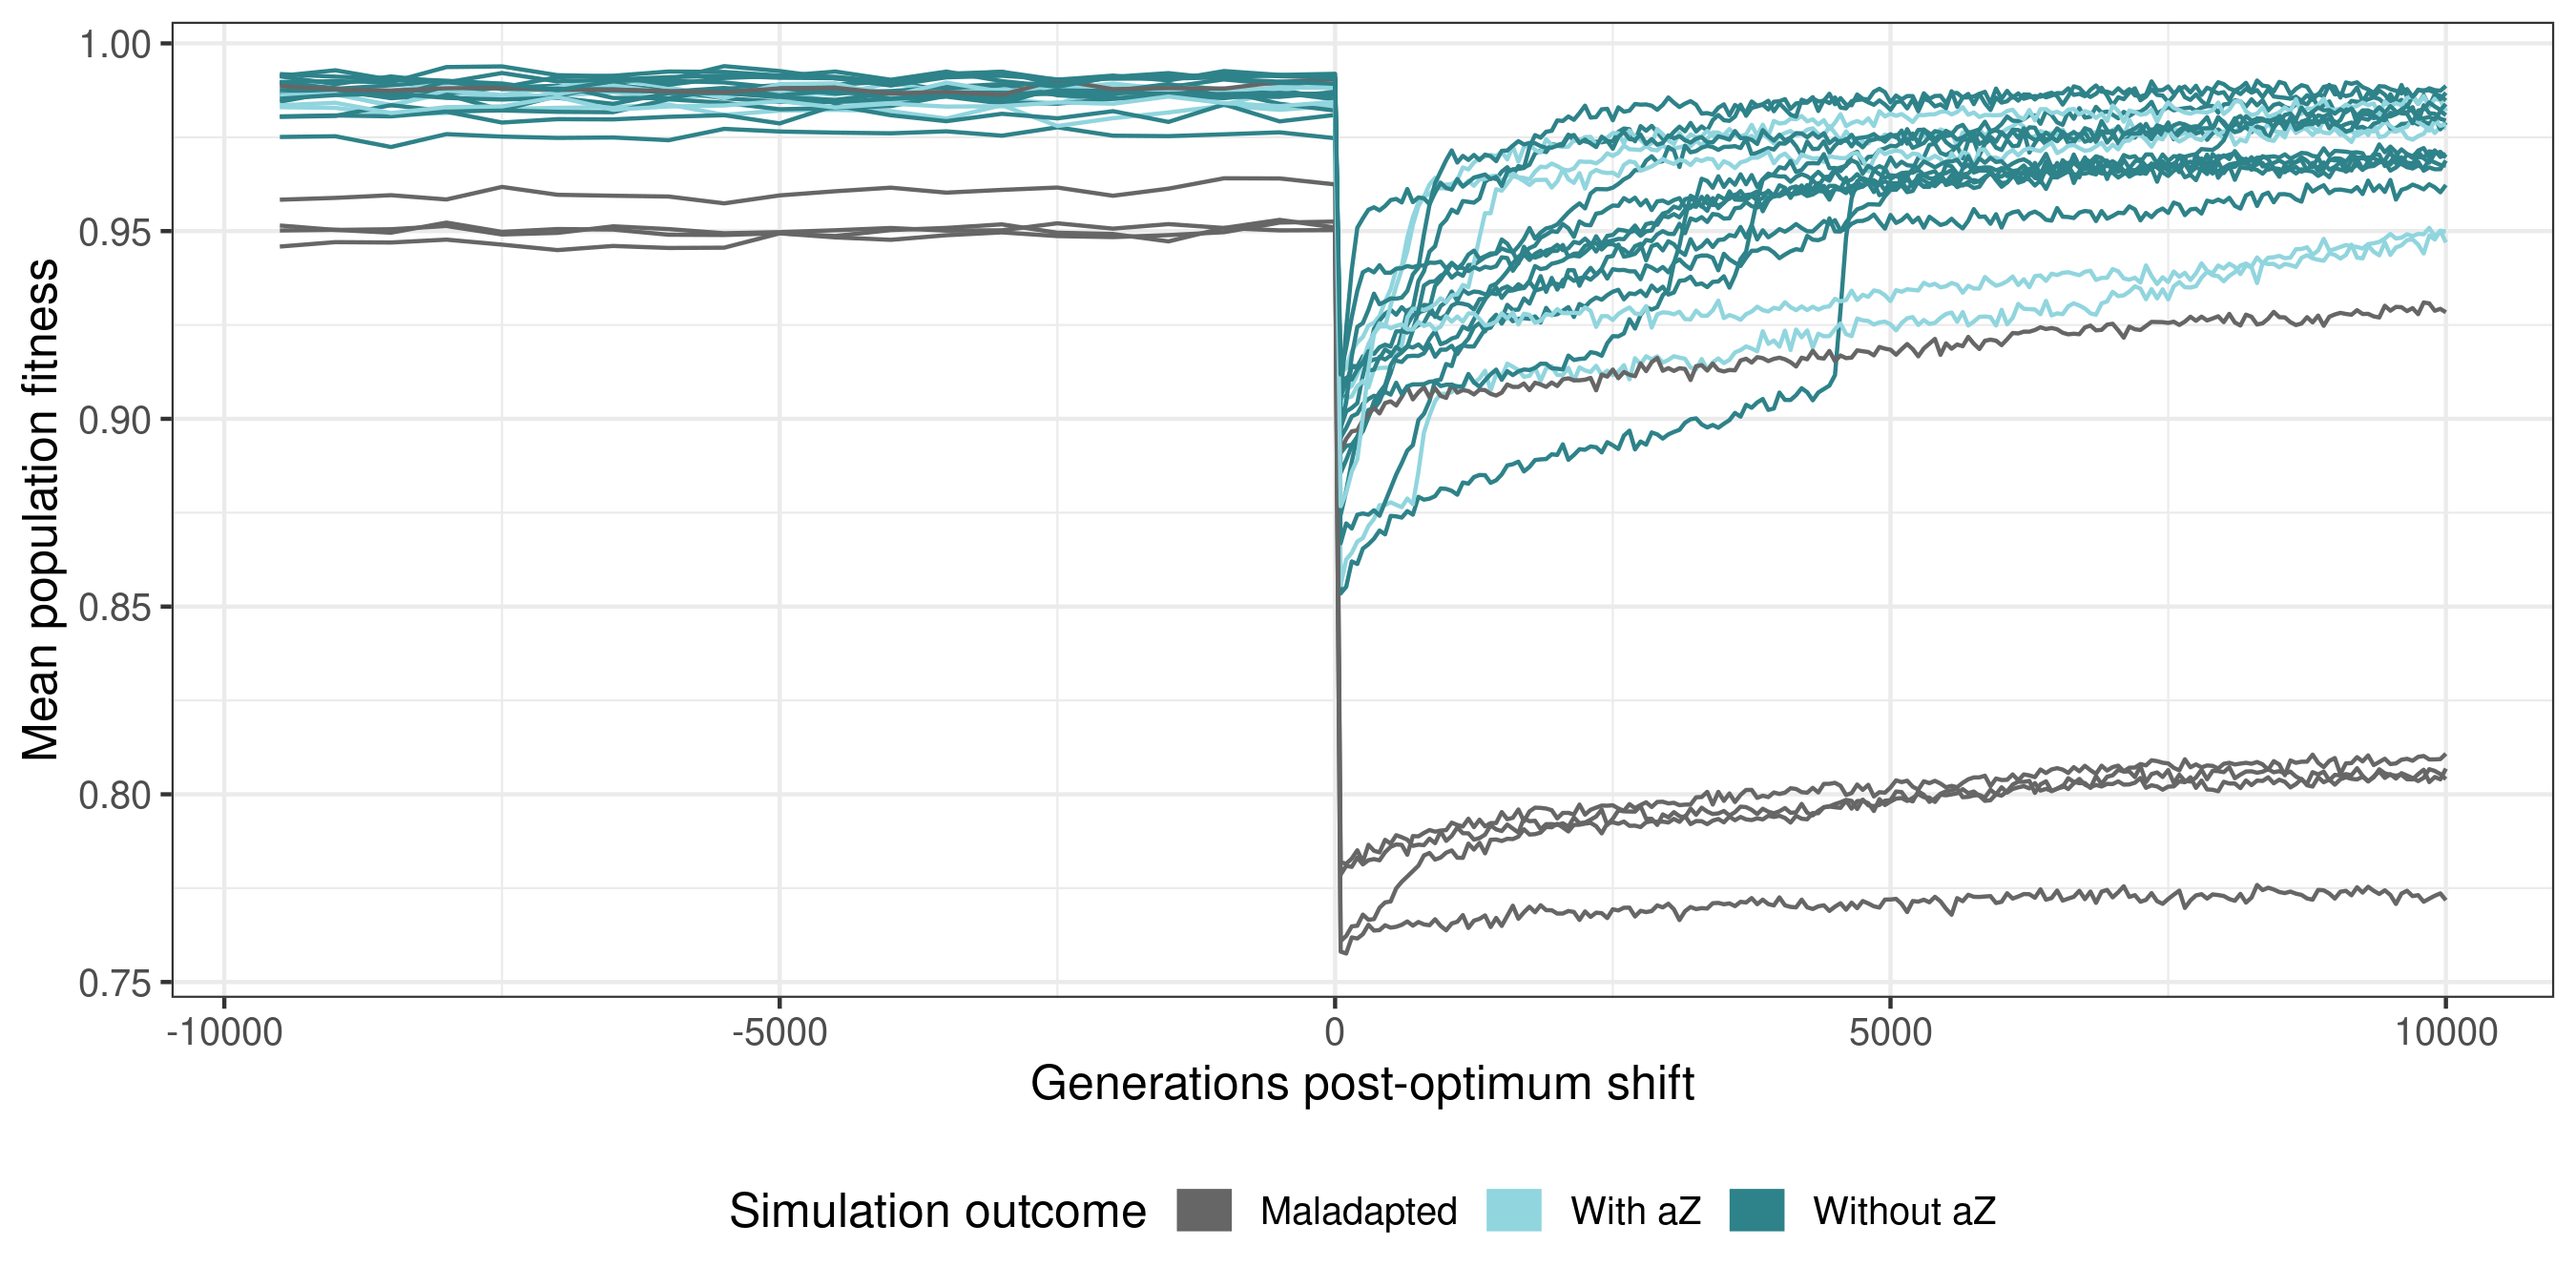 Mean population fitness
1.00
0.95
0.90
0.85
0.80
0.75
-10000 -5000 0 5000 10000
Generations post-optimum shift
Simulation outcome Maladapted With aZ Without aZ